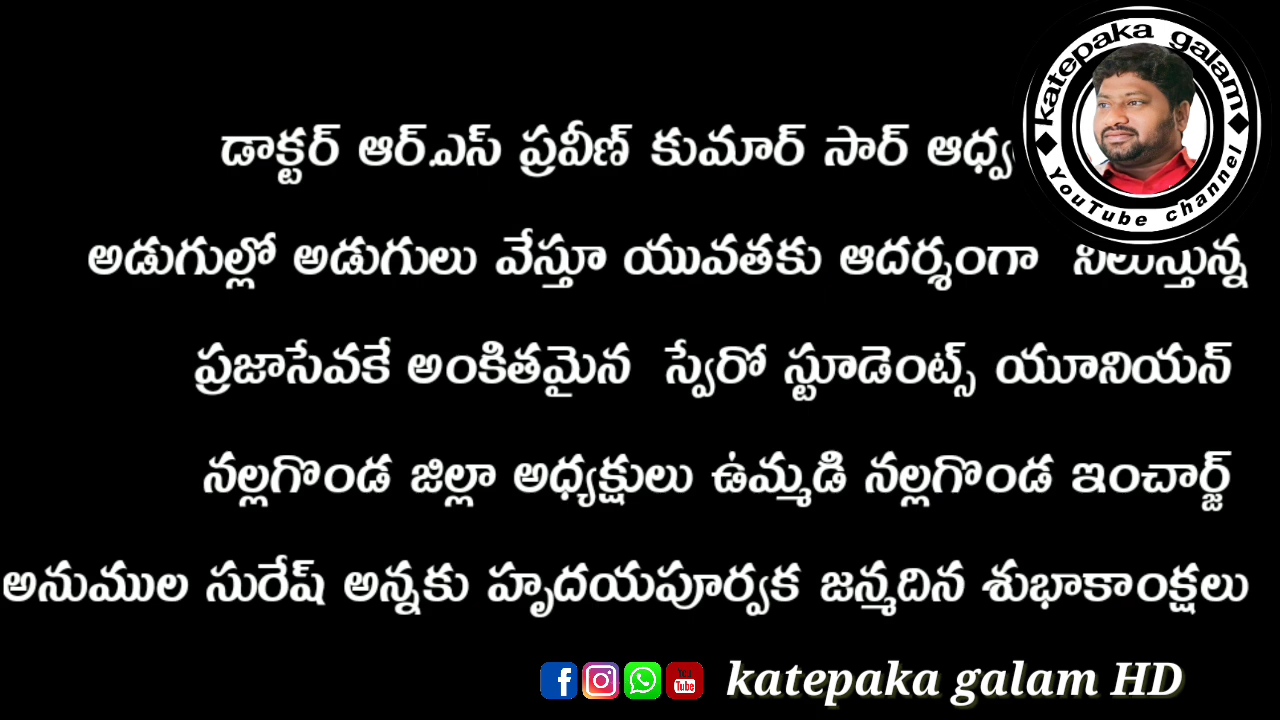 katepaka galam
YouTube channel
డాక్టర్ ఆర్.ఎస్ ప్రవీణ్ కుమార్ సార్
అడుగుల్లో అడుగులు వేస్తూ యువతకు ఆదర్శంగా నిలుస్తున్న
ప్రజాసేవకే అంకితమైన స్వేరో స్టూడెంట్స్ యూనియన్
నల్లగొండ జిల్లా అధ్యక్షులు ఉమ్మడి నల్లగొండ ఇంచార్జ్
అనుముల సురేష్ అన్నకు హృదయపూర్వక జన్మదిన శుభాకాంక్షలు
katepaka galam HD